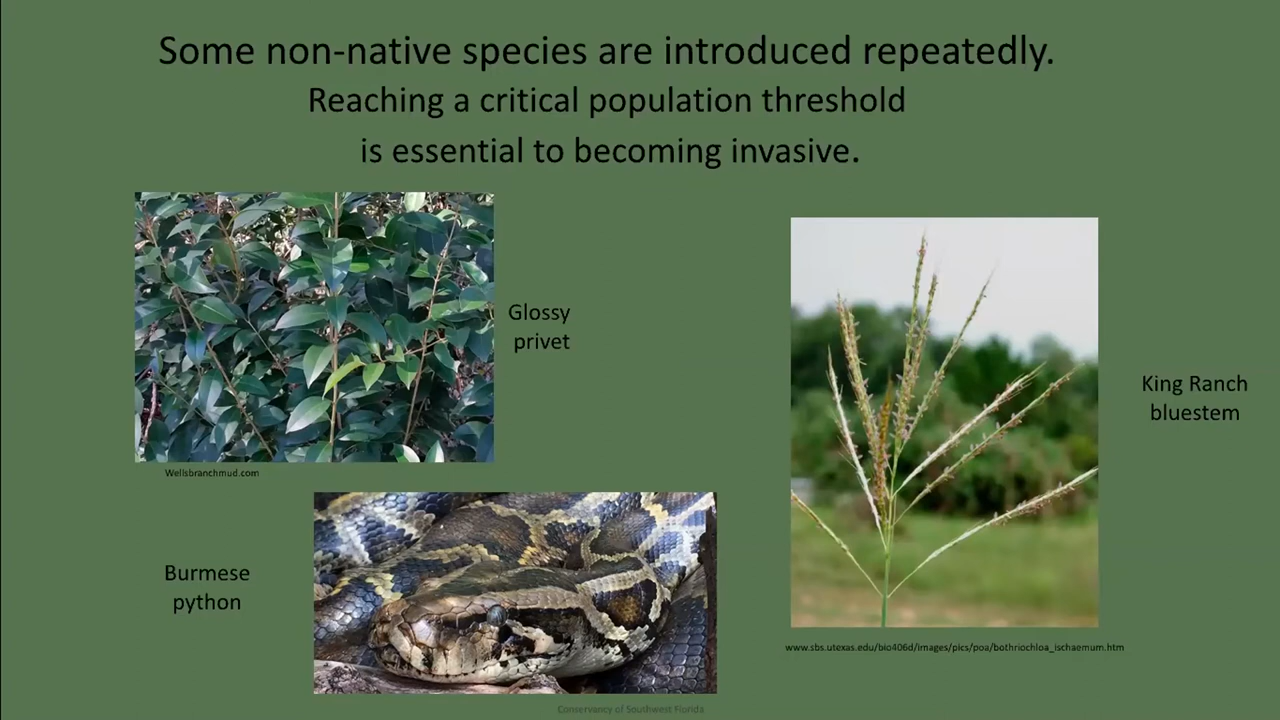 Some non-native species are introduced repeatedly.
Reaching a critical population threshold
is essential to becoming invasive.
Glossy
privet
Wellsbranchmud.com
King Ranch
bluestem
Burmese
python
www.sbs.utexas.edu/bio406d/images/pics/poa/bothriochloa_ischaemum.htm
Conservancy of Southwest Florida